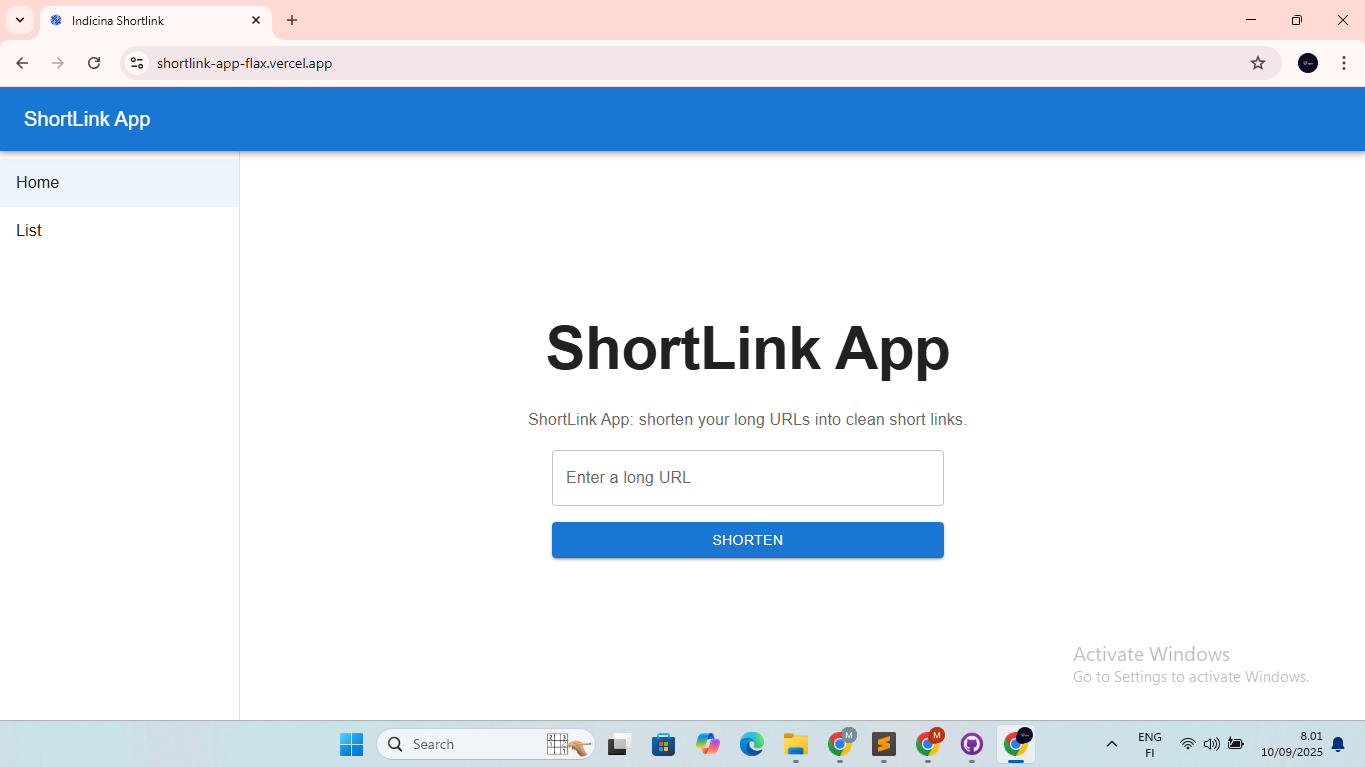 Indicina Shortlink
shortlink-app-flax.vercel.app
ShortLink App
Home
List
ShortLink App
ShortLink App: shorten your long URLs into clean short links.
Enter a long URL
SHORTEN
Activate Windows
Go to Settings to activate Windows.
Search
M
M
ENG
FI
8.01
10/09/2025